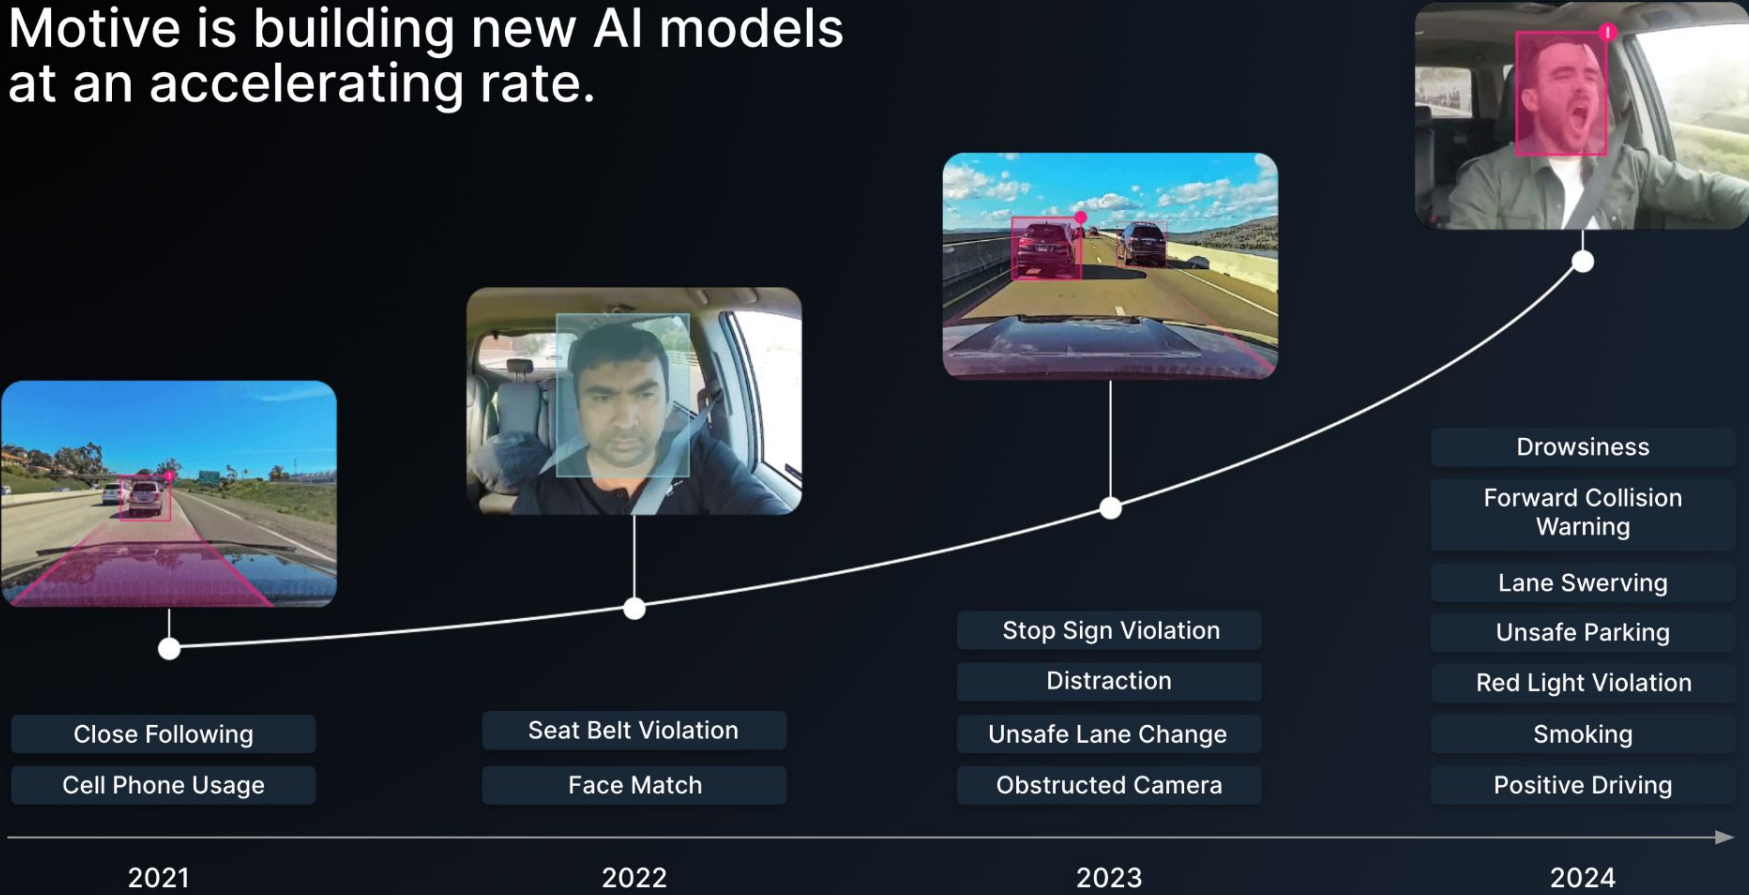 Motive is building new AI models
at an accelerating rate.
Close Following
Cell Phone Usage
Seat Belt Violation
Face Match
Stop Sign Violation
Distraction
Unsafe Lane Change
Obstructed Camera
Drowsiness
Forward Collision
Warning
Lane Swerving
Unsafe Parking
Red Light Violation
Smoking
Positive Driving
2021
2022
2023
2024